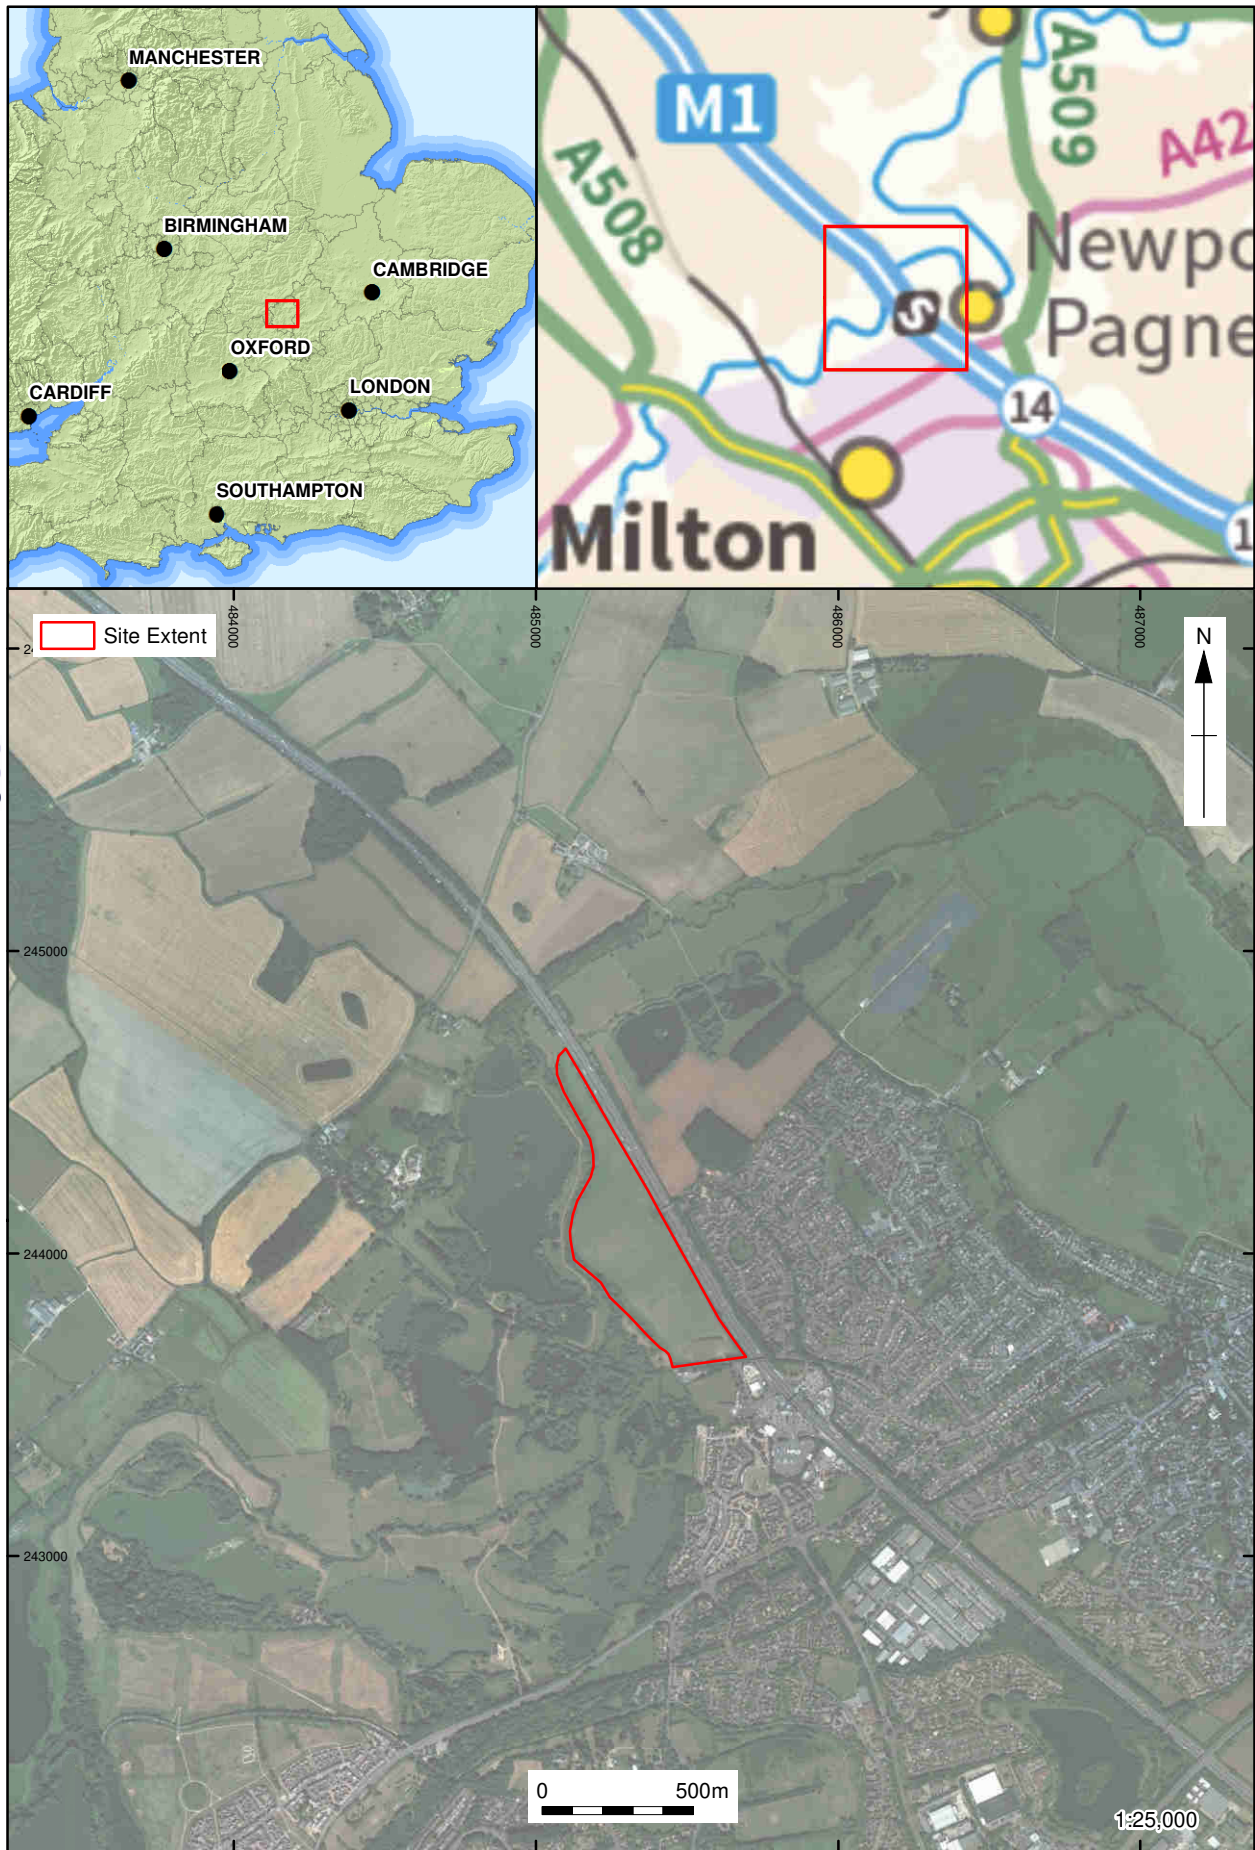 MANCHESTER
BIRMINGHAM
CAMBRIDGE
OXFORD
CARDIFF
LONDON
SOUTHAMPTON
M1
A509
A42
A508
Newpo
Pagne
S
14
1
Milton
Site Extent
484000
485000
486000
487000
N
245000
244000
243000
0 500m
1:25,000